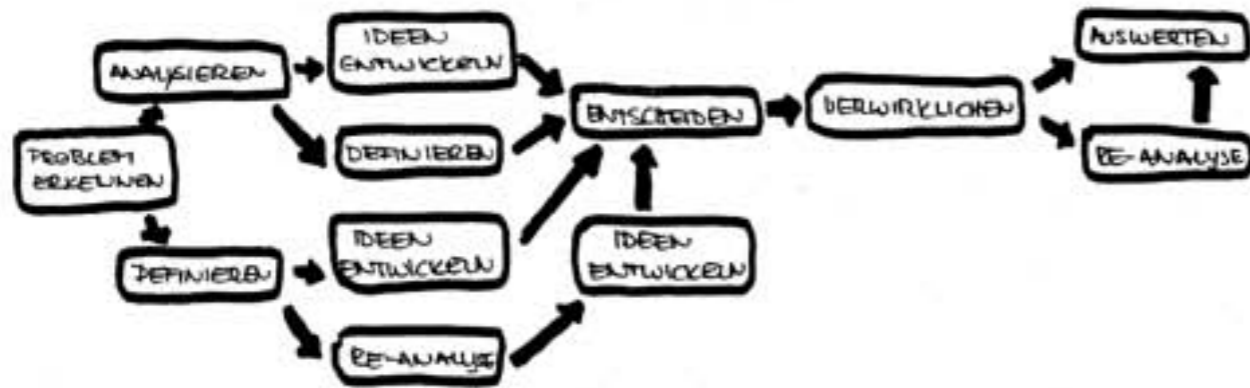 PROBLEM
ERKENNEN
ANALYSIEREN
DEFINIEREN
IDEEN
ENTWICKELN
DEFINIEREN
IDEEN
ENTWICKELN
RE-ANALYSE
ENTSCHEIDEN
IDEEN
ENTWICKELN
VERWIRKLICHEN
AUSWERTEN
RE-ANALYSE